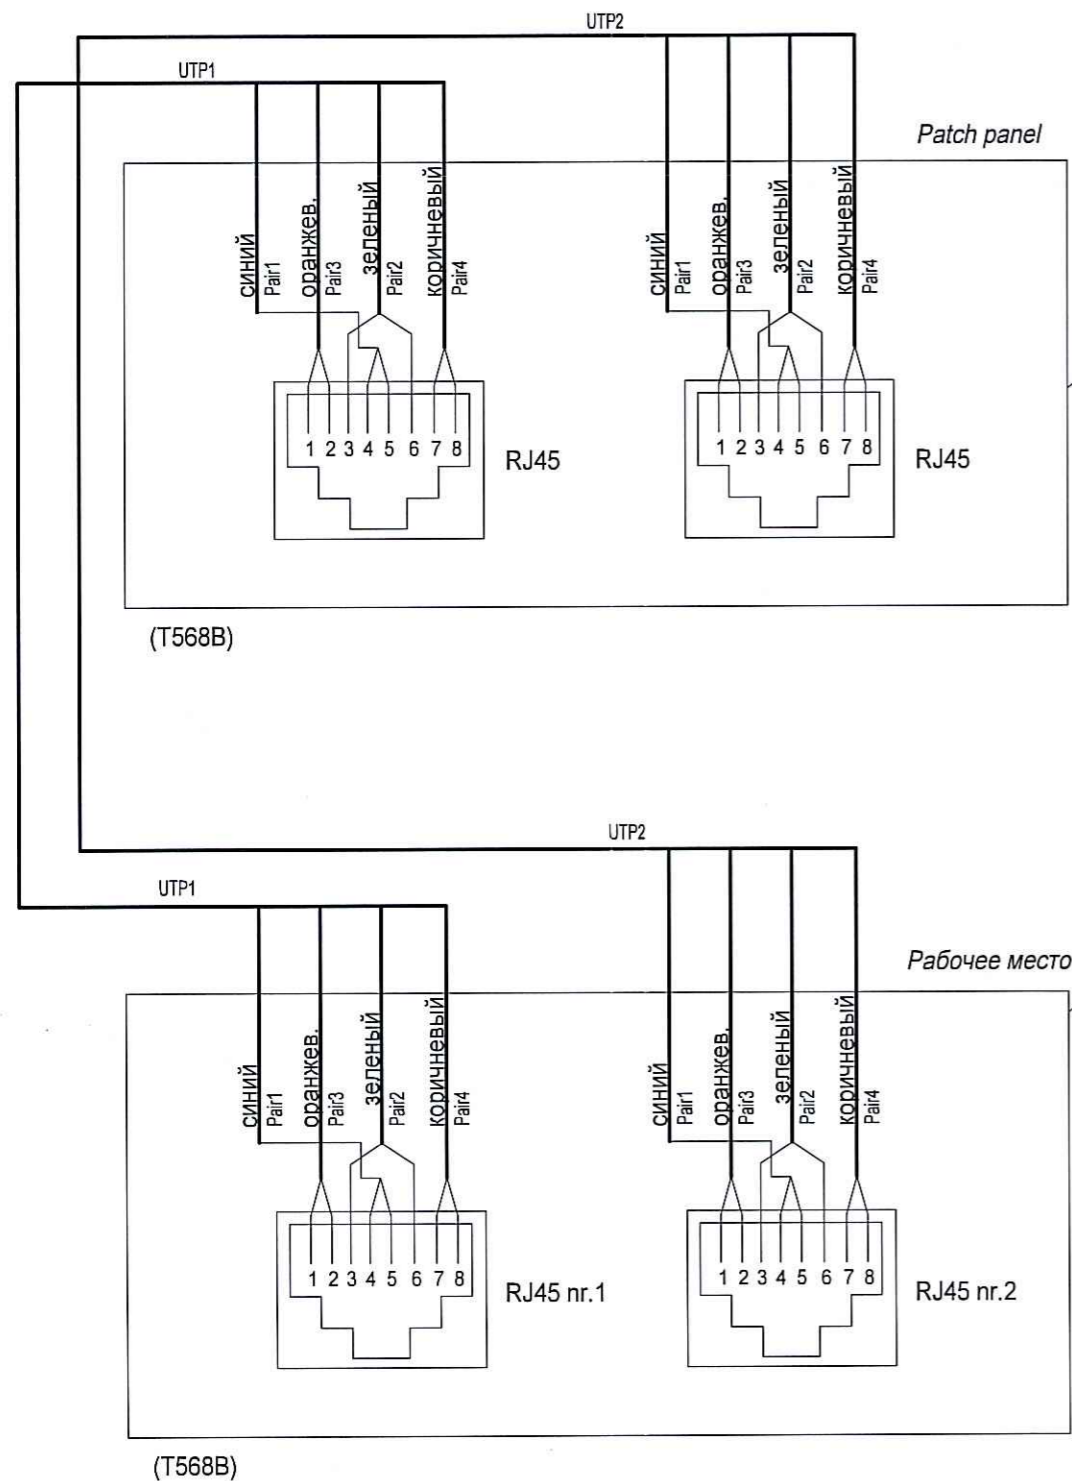 UTP2
UTP1
Patch panel
синий
Pair1
оранжев.
Pair3
зеленый
Pair2
коричневый
Pair4
синий
Pair1
оранжев.
Pair3
зеленый
Pair2
коричневый
Pair4
1 2 3 4 5 6 7 8
RJ45
1 2 3 4 5 6 7 8
RJ45
(T568B)
UTP2
UTP1
Рабочее место
синий
Pair1
оранжев.
Pair3
зеленый
Pair2
коричневый
Pair4
синий
Pair1
оранжев.
Pair3
зеленый
Pair2
коричневый
Pair4
1 2 3 4 5 6 7 8
RJ45 nr.1
1 2 3 4 5 6 7 8
RJ45 nr.2
(T568B)